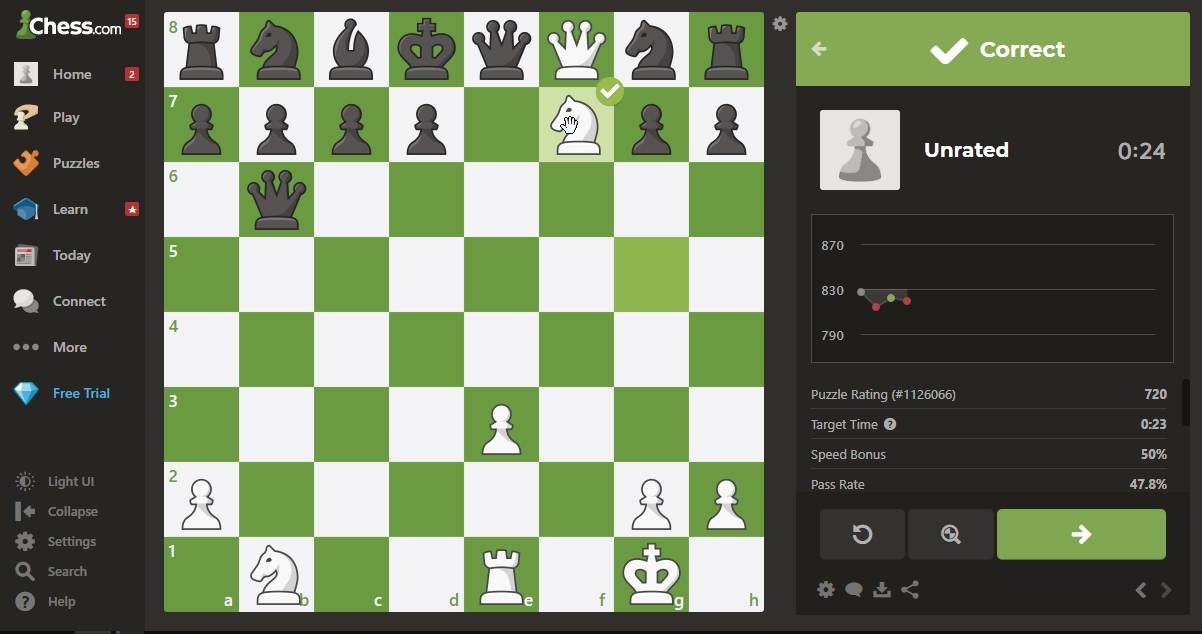 Chess.com 15
Home 2
Play
Puzzles
Learn
Today
Connect
More
Free Trial
Light UI
Collapse
Settings
Search
Help
8
7
6
5
4
3
2
1
a b c d e f g h
Correct
Unrated 0:24
870
830
790
Puzzle Rating (#1126066) 720
Target Time ? 0:23
Speed Bonus 50%
Pass Rate 47.8%